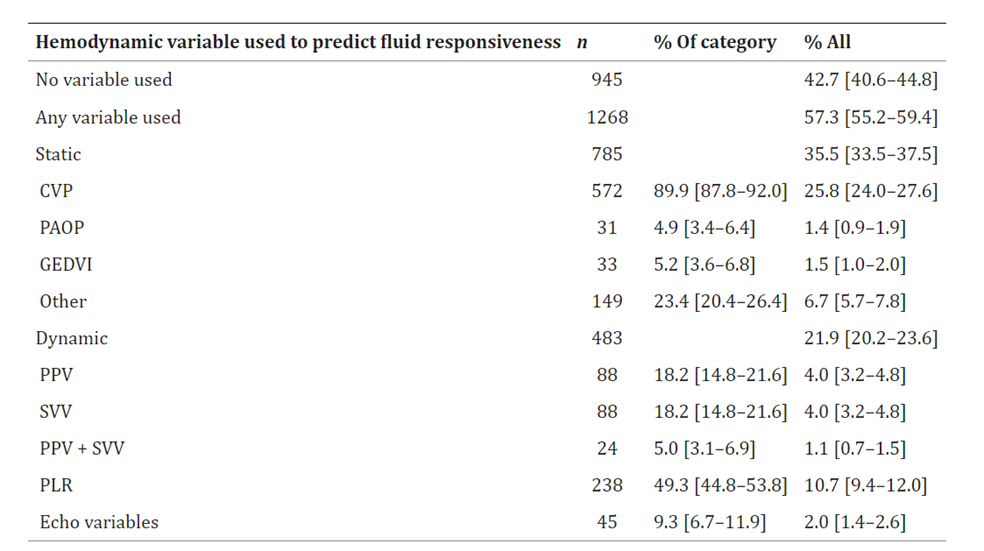 Hemodynamic variable used to predict fluid responsiveness n % Of category % All
No variable used 945 42.7 [40.6–44.8]
Any variable used 1268 57.3 [55.2–59.4]
Static 785 35.5 [33.5–37.5]
CVP 572 89.9 [87.8–92.0] 25.8 [24.0–27.6]
PAOP 31 4.9 [3.4–6.4] 1.4 [0.9–1.9]
GEDVI 33 5.2 [3.6–6.8] 1.5 [1.0–2.0]
Other 149 23.4 [20.4–26.4] 6.7 [5.7–7.8]
Dynamic 483 21.9 [20.2–23.6]
PPV 88 18.2 [14.8–21.6] 4.0 [3.2–4.8]
SVV 88 18.2 [14.8–21.6] 4.0 [3.2–4.8]
PPV + SVV 24 5.0 [3.1–6.9] 1.1 [0.7–1.5]
PLR 238 49.3 [44.8–53.8] 10.7 [9.4–12.0]
Echo variables 45 9.3 [6.7–11.9] 2.0 [1.4–2.6]